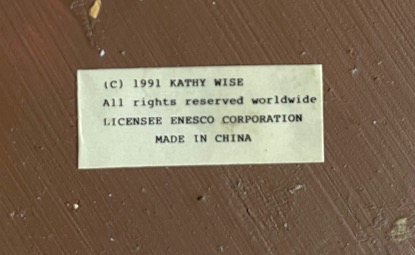 (C) 1991 KATHY WISE
All rights reserved worldwide
LICENSEE ENESCO CORPORATION
MADE IN CHINA